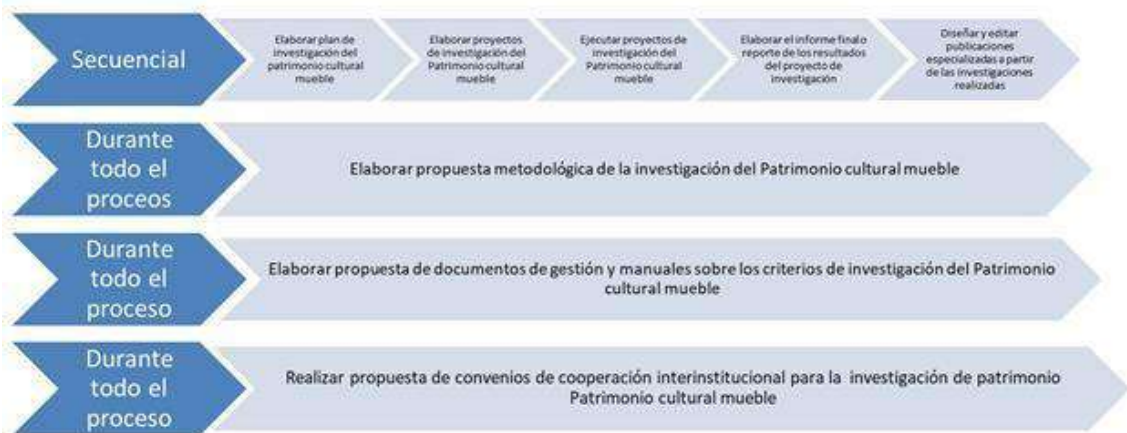 Secuencial
Elaborar plan de
investigación del
patrimonio cultural
mueble
Elaborar proyectos
de investigación del
Patrimonio cultural
mueble
Ejecutar proyectos de
investigación del
Patrimonio cultural
mueble
Elaborar el informe final o
reporte de los resultados
del proyecto de
investigación
Diseñar y editar
publicaciones
especializadas a partir
de las investigaciones
realizadas
Durante
todo el
proceos
Elaborar propuesta metodológica de la investigación del Patrimonio cultural mueble
Durante
todo el
proceso
Elaborar propuesta de documentos de gestión y manuales sobre los criterios de investigación del Patrimonio
cultural mueble
Durante
todo el
proceso
Realizar propuesta de convenios de cooperación interinstitucional para la investigación de patrimonio
Patrimonio cultural mueble